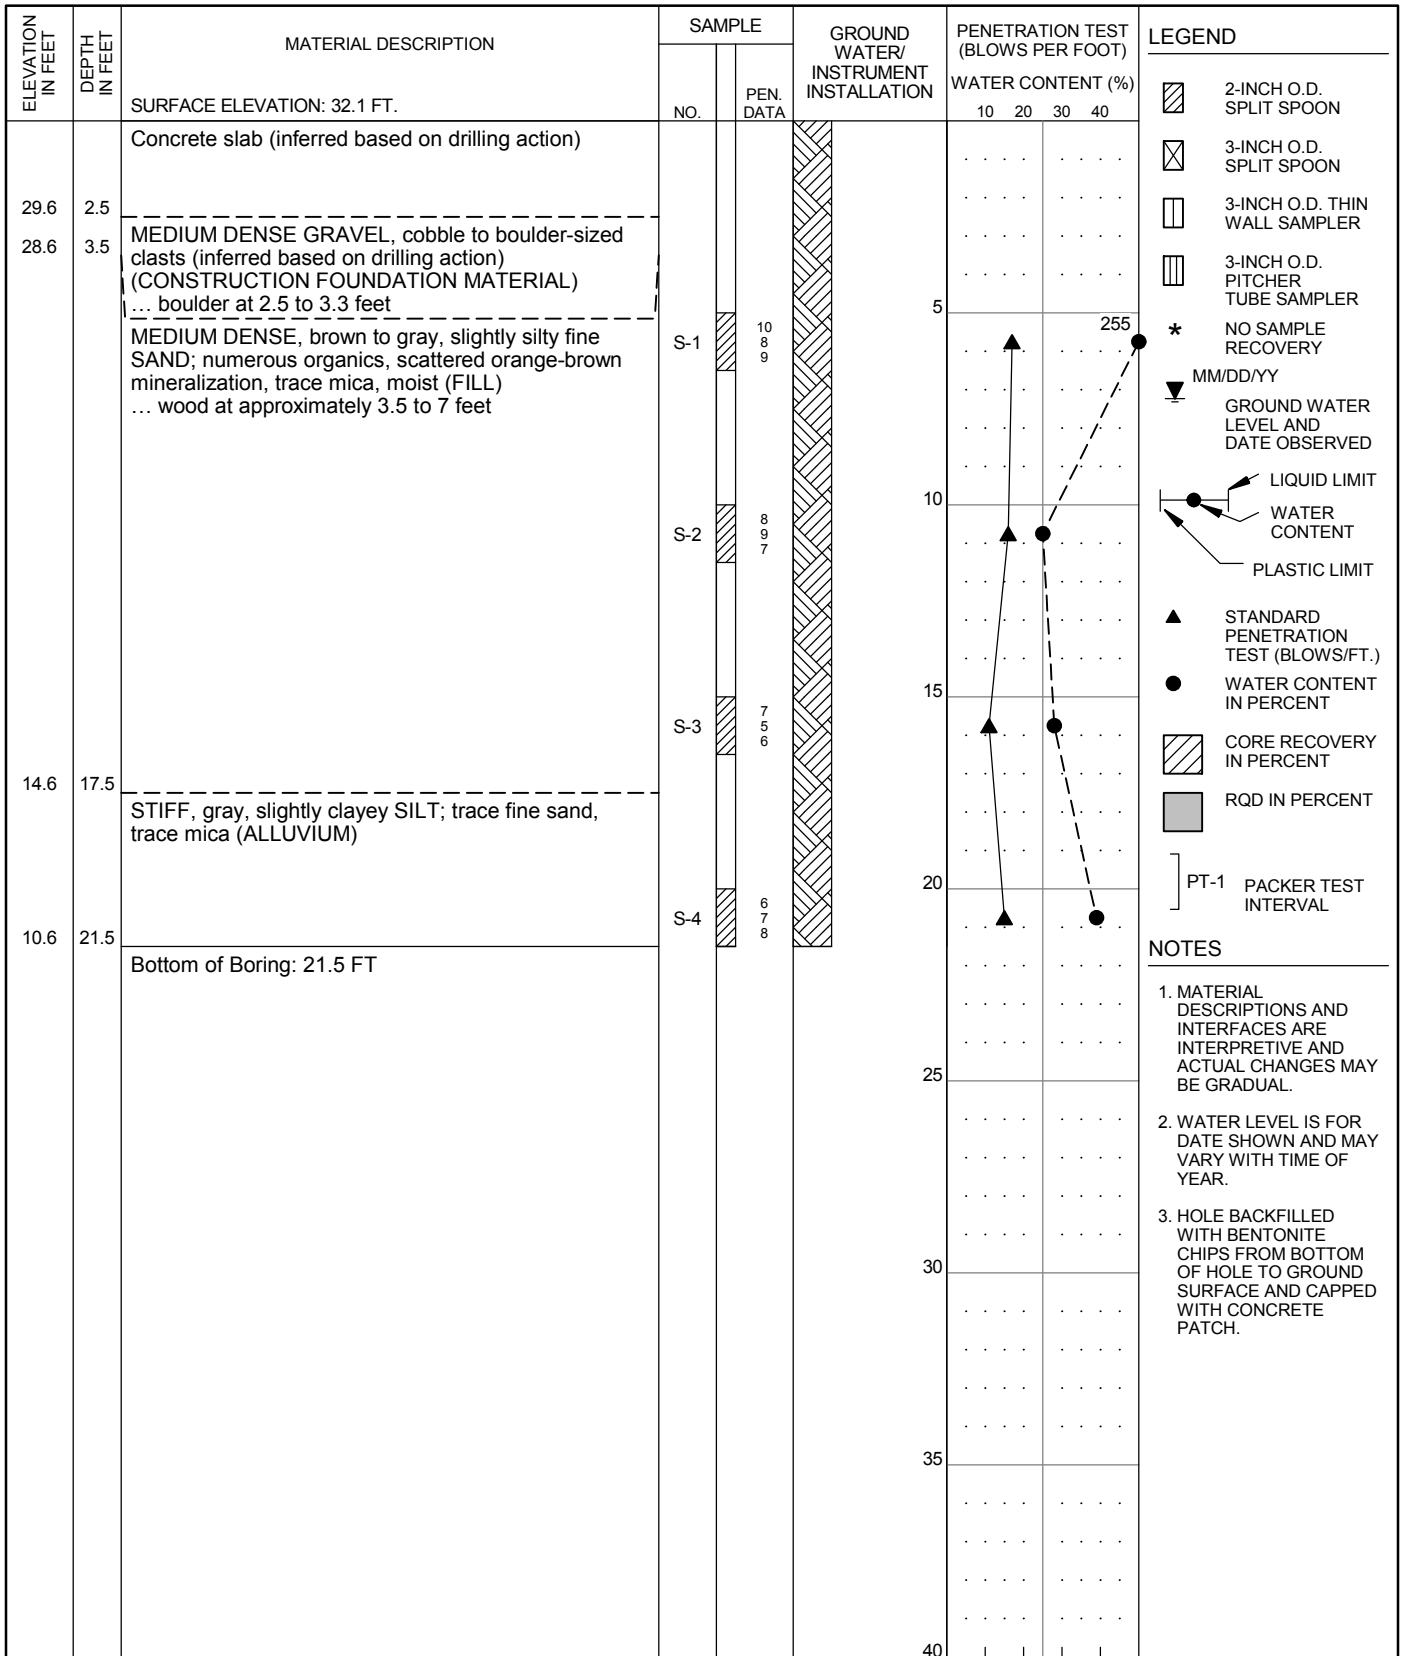 ELEVATION
IN FEET
DEPTH
IN FEET
MATERIAL DESCRIPTION
SURFACE ELEVATION: 32.1 FT.
SAMPLE
NO.
PEN.
DATA
GROUND
WATER/
INSTRUMENT
INSTALLATION
PENETRATION TEST
(BLOWS PER FOOT)
WATER CONTENT (%)
10 20 30 40
Concrete slab (inferred based on drilling action)
29.6 2.5
28.6 3.5
MEDIUM DENSE GRAVEL, cobble to boulder-sized
clasts (inferred based on drilling action)
(CONSTRUCTION FOUNDATION MATERIAL)
… boulder at 2.5 to 3.3 feet
MEDIUM DENSE, brown to gray, slightly silty fine
SAND; numerous organics, scattered orange-brown
mineralization, trace mica, moist (FILL)
… wood at approximately 3.5 to 7 feet
14.6 17.5
STIFF, gray, slightly clayey SILT; trace fine sand,
trace mica (ALLUVIUM)
10.6 21.5
Bottom of Boring: 21.5 FT
S-1
10
8
9
S-2
8
9
7
S-3
7
5
6
S-4
6
7
8
5
10
15
20
25
30
35
40
255
LEGEND
2-INCH O.D.
SPLIT SPOON
3-INCH O.D.
SPLIT SPOON
3-INCH O.D. THIN
WALL SAMPLER
3-INCH O.D.
PITCHER
TUBE SAMPLER
* NO SAMPLE
RECOVERY
MM/DD/YY
GROUND WATER
LEVEL AND
DATE OBSERVED
LIQUID LIMIT
WATER
CONTENT
PLASTIC LIMIT
STANDARD
PENETRATION
TEST (BLOWS/FT.)
WATER CONTENT
IN PERCENT
CORE RECOVERY
IN PERCENT
RQD IN PERCENT
PT-1 PACKER TEST
INTERVAL
NOTES
1. MATERIAL
DESCRIPTIONS AND
INTERFACES ARE
INTERPRETIVE AND
ACTUAL CHANGES MAY
BE GRADUAL.
2. WATER LEVEL IS FOR
DATE SHOWN AND MAY
VARY WITH TIME OF
YEAR.
3. HOLE BACKFILLED
WITH BENTONITE
CHIPS FROM BOTTOM
OF HOLE TO GROUND
SURFACE AND CAPPED
WITH CONCRETE
PATCH.